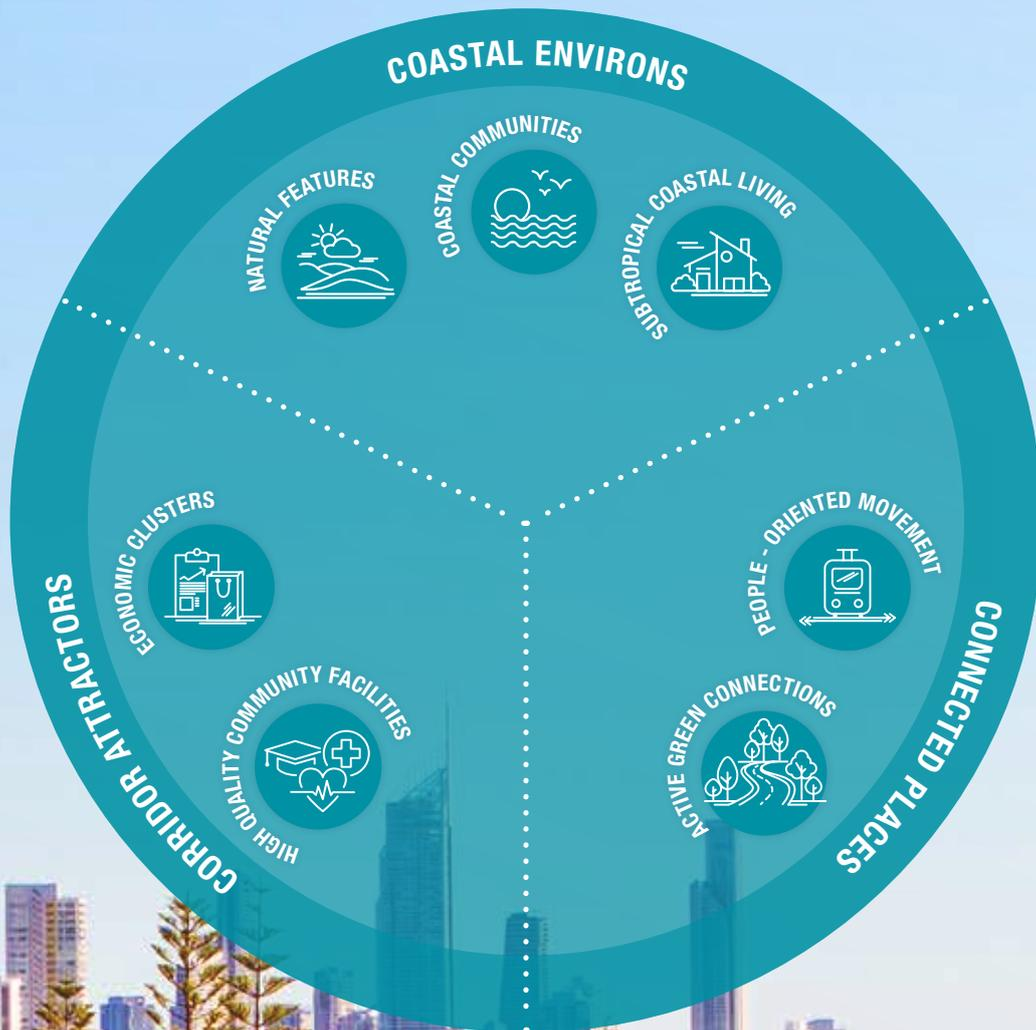 COASTAL ENVIRONS
NATURAL FEATURES
COASTAL COMMUNITIES
SUBTROPICAL COASTAL LIVING
CORRIDOR ATTRACTORS
ECONOMIC CLUSTERS
HIGH QUALITY COMMUNITY FACILITIES
CONNECTED PLACES
PEOPLE - ORIENTED MOVEMENT
ACTIVE GREEN CONNECTIONS